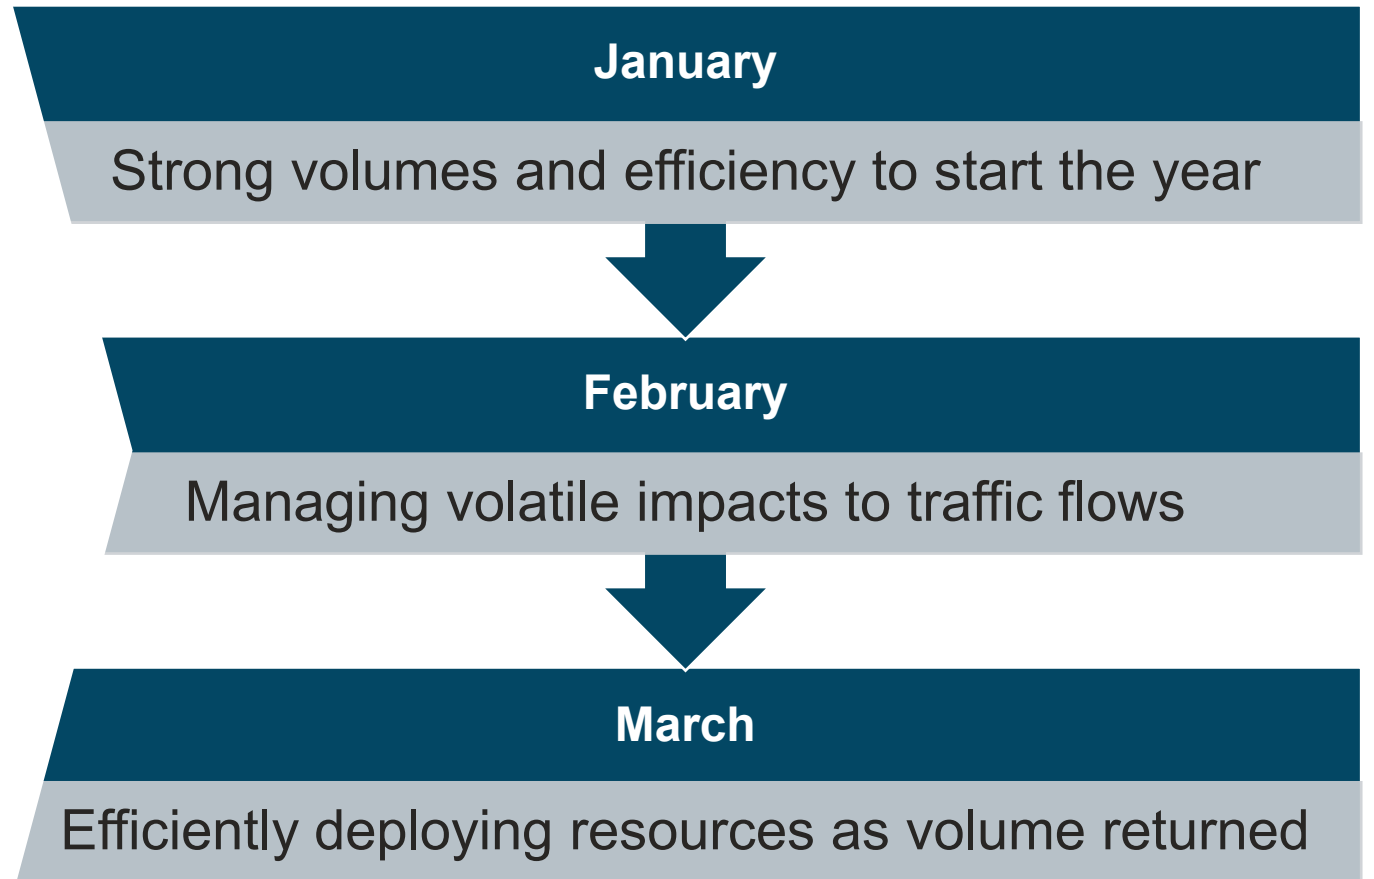 January
Strong volumes and efficiency to start the year
February
Managing volatile impacts to traffic flows
March
Efficiently deploying resources as volume returned